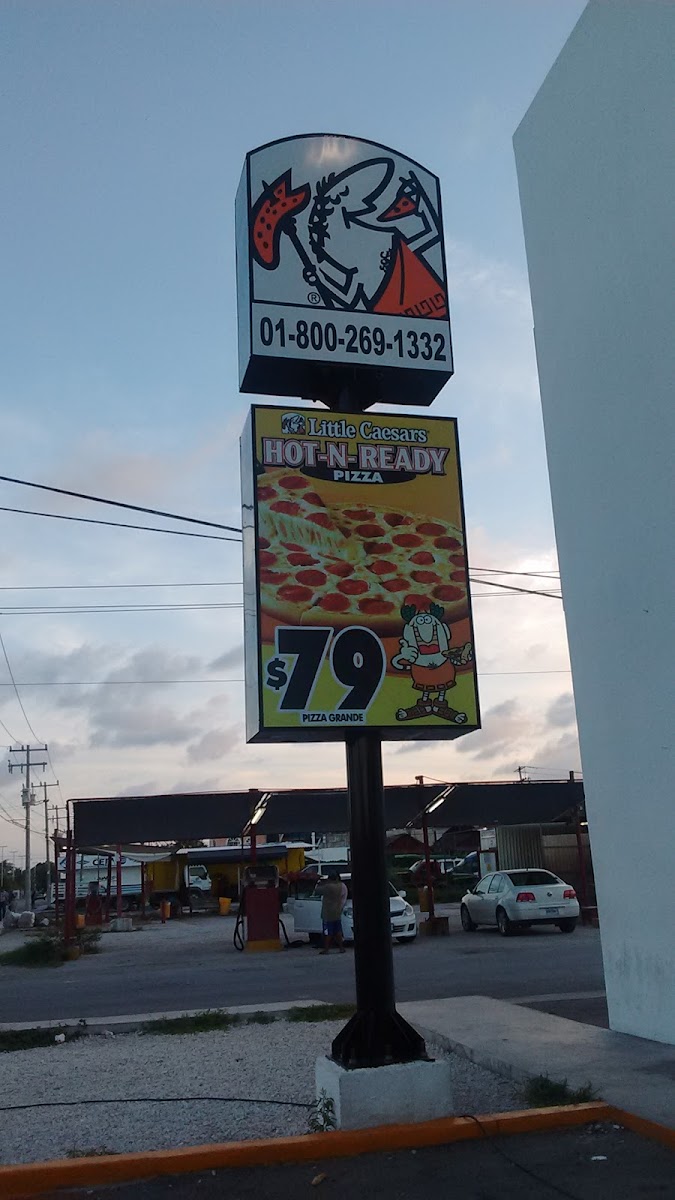 ®
01-800-269-1332
Little Caesars
HOT-N-READY
PIZZA
$79
PIZZA GRANDE